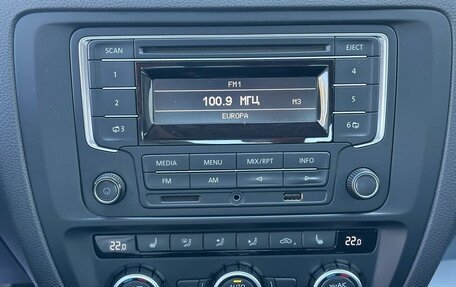 SCAN EJECT
1 FM1 4
2 100.9 МГЦ M3 5
3 EUROPA 6
MEDIA MENU MIX/RPT INFO
FM AM
22.0 22.0
AUTO A/C